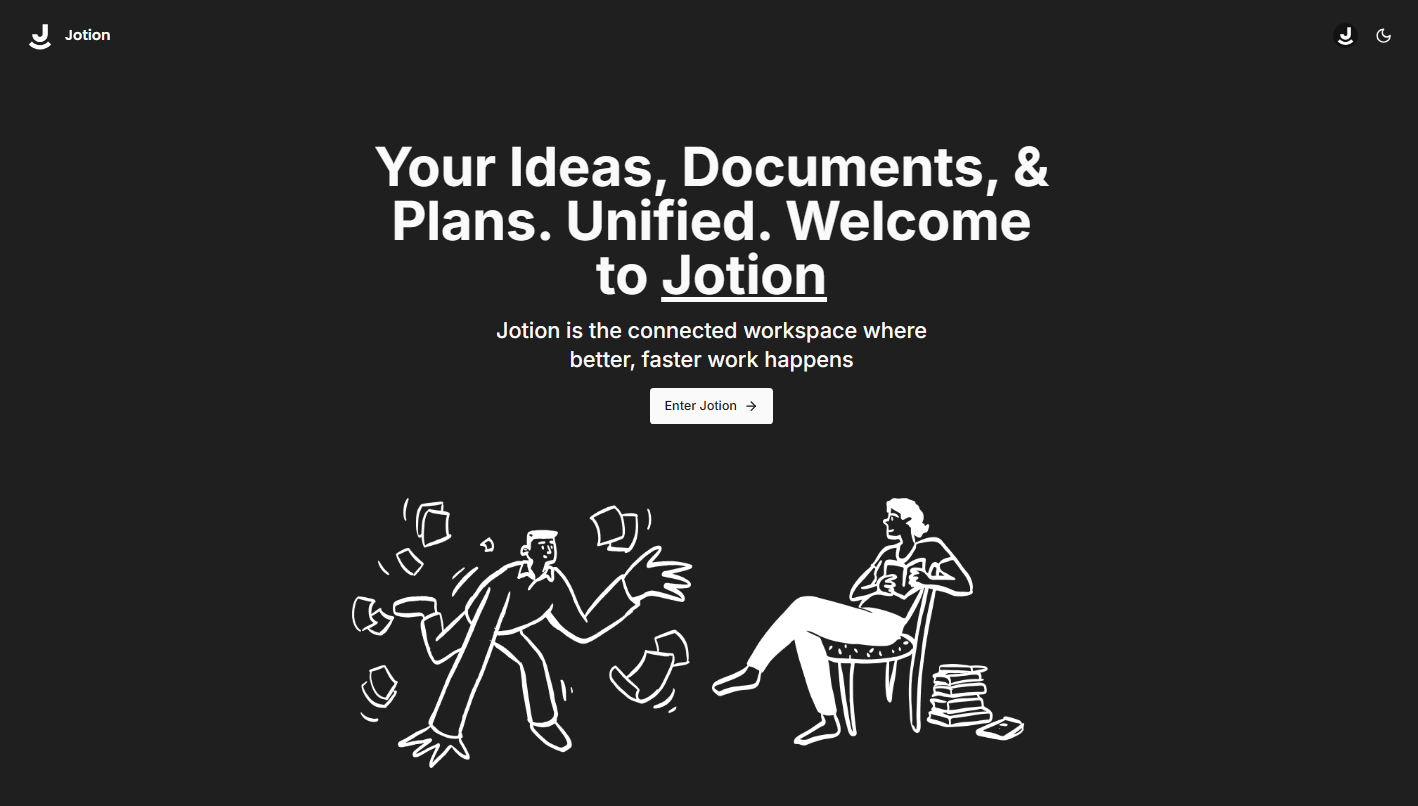 Jotion
Your Ideas, Documents, &
Plans. Unified. Welcome
to Jotion
Jotion is the connected workspace where
better, faster work happens
Enter Jotion →